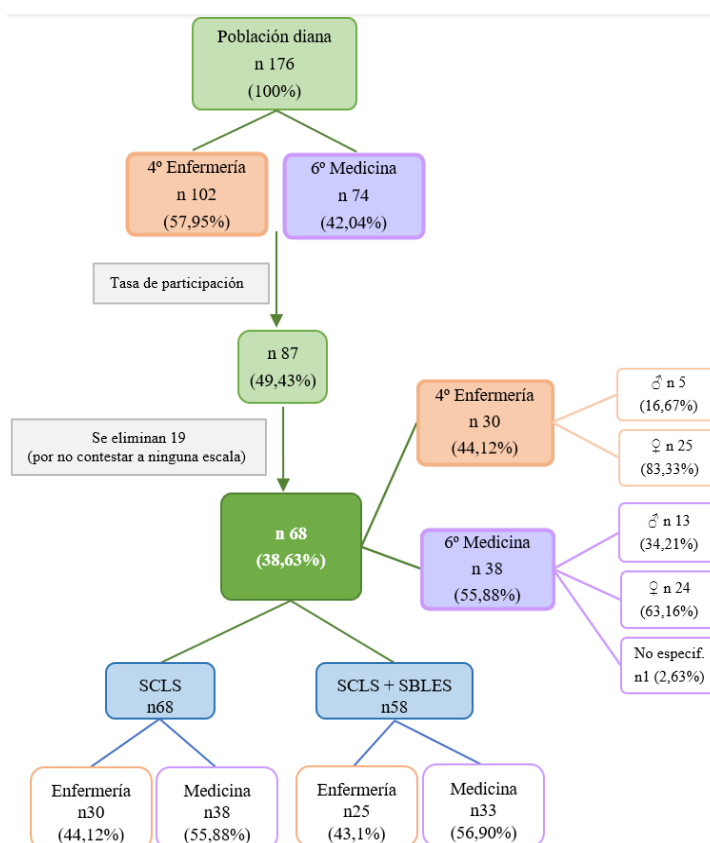 Población diana
n 176
(100%)
4º Enfermería
n 102
(57,95%)
6º Medicina
n 74
(42,04%)
Tasa de participación
n 87
(49,43%)
Se eliminan 19
(por no contestar a ninguna escala)
n 68
(38,63%)
4º Enfermería
n 30
(44,12%)
♂ n 5
(16,67%)
♀ n 25
(83,33%)
6º Medicina
n 38
(55,88%)
♂ n 13
(34,21%)
♀ n 24
(63,16%)
No especif.
n1 (2,63%)
SCLS
n68
SCLS + SBLES
n58
Enfermería
n30
(44,12%)
Medicina
n38
(55,88%)
Enfermería
n25
(43,1%)
Medicina
n33
(56,90%)